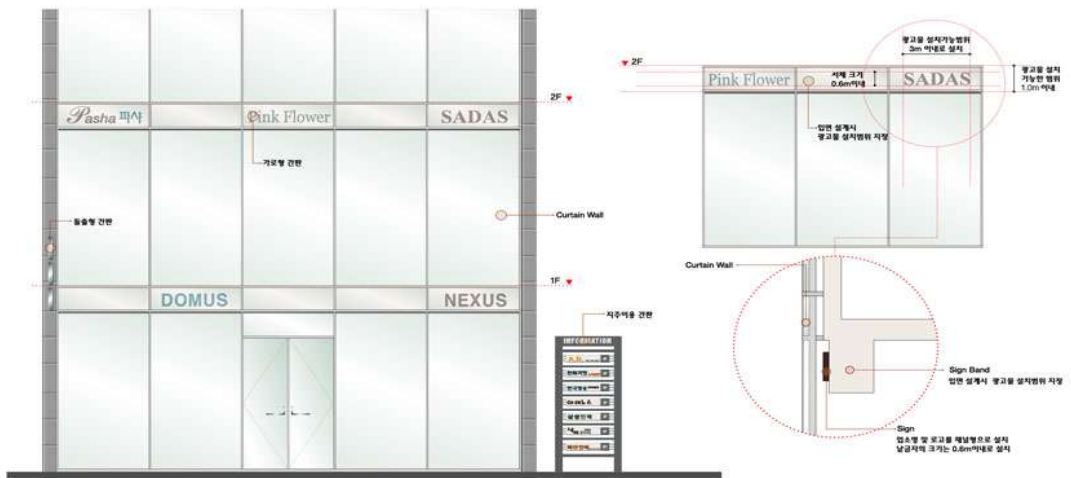 2F
Pasha 파샤
Pink Flower
SADAS
가로형 간판
돌출형 간판
Curtain Wall
1F
DOMUS
NEXUS
지주이용 간판
INFORMATION
광고물 설치가능범위
3m 이내로 설치
2F
Pink Flower
서체 크기
0.6m이내
SADAS
광고물 설치
가능한 범위
1.0m 이내
입면 설계시
광고물 설치범위 지정
Curtain Wall
Sign Band
입면 설계시 광고물 설치범위 지정
Sign
업소명 및 로고를 채널형으로 설치
낱글자의 크기는 0.6m이내로 설치